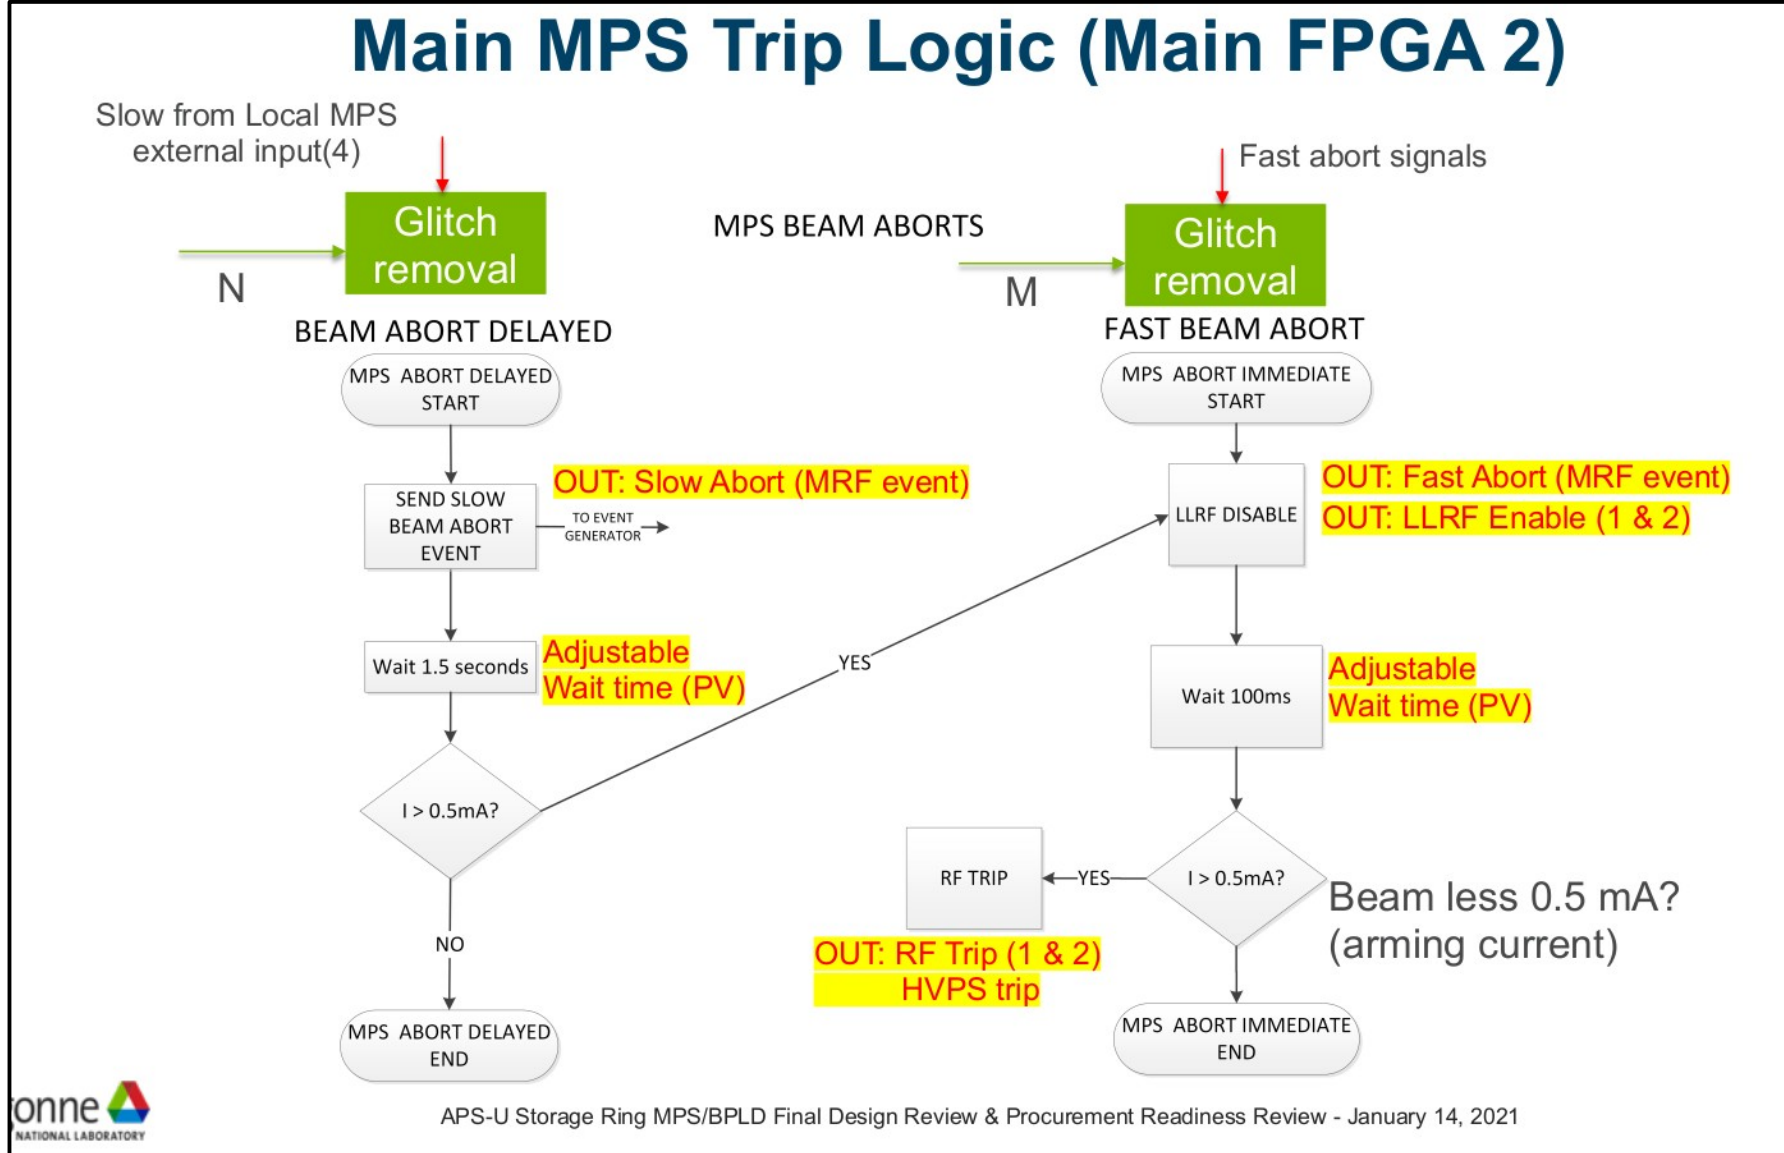 Main MPS Trip Logic (Main FPGA 2)
Slow from Local MPS
external input(4)
Glitch
removal
N
BEAM ABORT DELAYED
MPS ABORT DELAYED
START
SEND SLOW
BEAM ABORT
EVENT
TO EVENT
GENERATOR
OUT: Slow Abort (MRF event)
Wait 1.5 seconds
Adjustable
Wait time (PV)
I > 0.5mA?
YES
NO
MPS ABORT DELAYED
END
MPS BEAM ABORTS
Fast abort signals
Glitch
removal
M
FAST BEAM ABORT
MPS ABORT IMMEDIATE
START
LLRF DISABLE
OUT: Fast Abort (MRF event)
OUT: LLRF Enable (1 & 2)
Wait 100ms
Adjustable
Wait time (PV)
I > 0.5mA?
YES
RF TRIP
OUT: RF Trip (1 & 2)
HVPS trip
Beam less 0.5 mA?
(arming current)
MPS ABORT IMMEDIATE
END
onne
NATIONAL LABORATORY
APS-U Storage Ring MPS/BPLD Final Design Review & Procurement Readiness Review - January 14, 2021